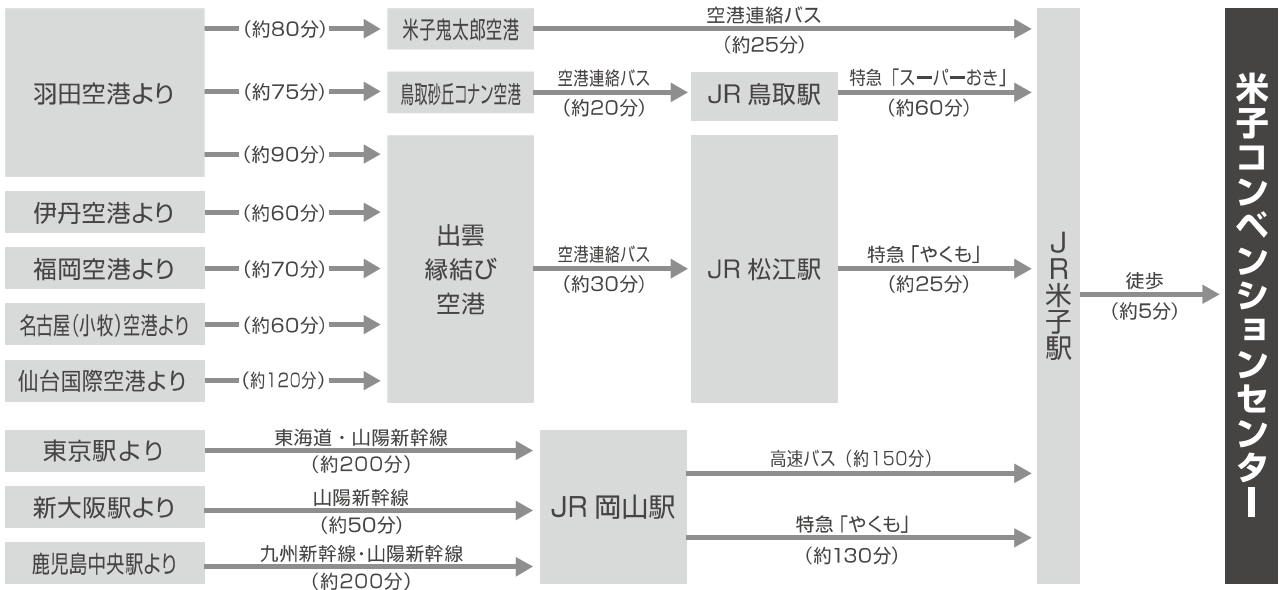 羽田空港より
(約80分)
米子鬼太郎空港
空港連絡バス
(約25分)
(約75分)
鳥取砂丘コナン空港
空港連絡バス
(約20分)
JR 鳥取駅
特急「スーパーおき」
(約60分)
(約90分)
伊丹空港より
(約60分)
福岡空港より
(約70分)
名古屋(小牧)空港より
(約60分)
仙台国際空港より
(約120分)
出雲
縁結び
空港
空港連絡バス
(約30分)
JR 松江駅
特急「やくも」
(約25分)
東京駅より
東海道・山陽新幹線
(約200分)
新大阪駅より
山陽新幹線
(約50分)
鹿児島中央駅より
九州新幹線・山陽新幹線
(約200分)
JR 岡山駅
高速バス(約150分)
特急「やくも」
(約130分)
JR米子駅
徒歩
(約5分)
米子コンベンションセンター